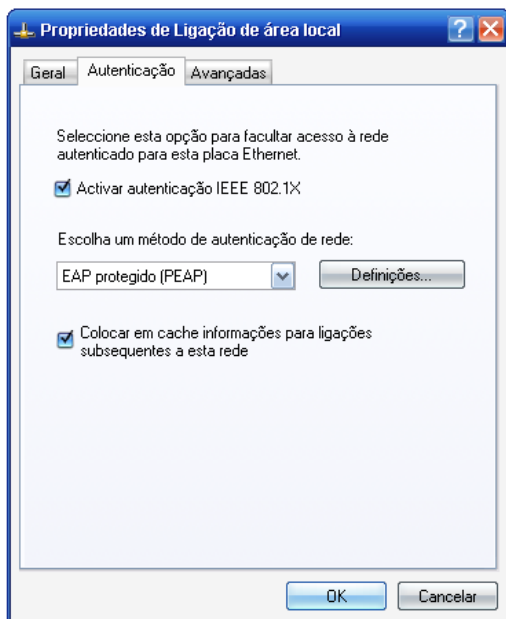 Propriedades de Ligação de área local
Geral
Autenticação
Avançadas
Seleccione esta opção para facultar acesso à rede
autenticado para esta placa Ethernet.
Activar autenticação IEEE 802.1X
Escolha um método de autenticação de rede:
EAP protegido (PEAP)
Definições...
Colocar em cache informações para ligações
subsequentes a esta rede
OK
Cancelar